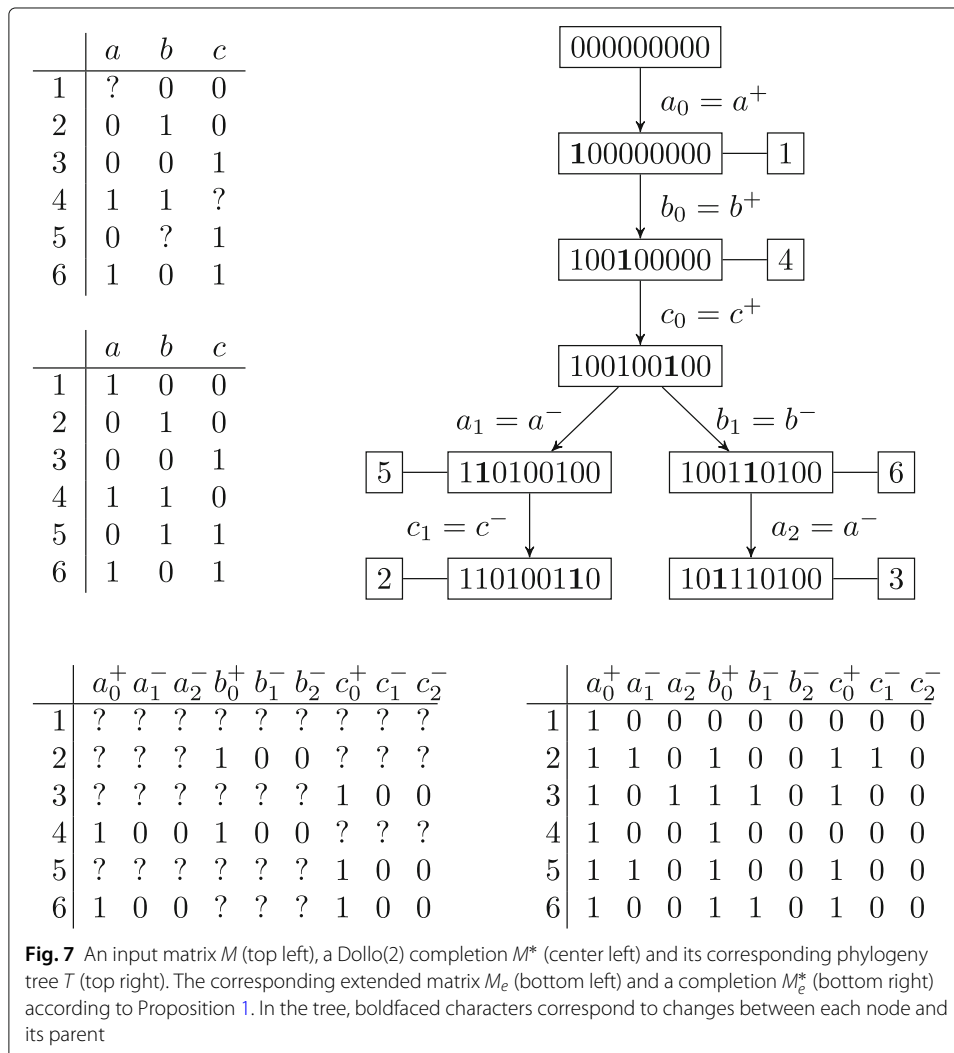 a b c
1 ? 0 0
2 0 1 0
3 0 0 1
4 1 1 ?
5 0 ? 1
6 1 0 1
a b c
1 1 0 0
2 0 1 0
3 0 0 1
4 1 1 0
5 0 1 1
6 1 0 1
000000000
a₀ = a⁺
100000000 1
b₀ = b⁺
100100000 4
c₀ = c⁺
100100100
a₁ = a⁻ b₁ = b⁻
5 110100100 100110100 6
c₁ = c⁻ a₂ = a⁻
2 110100110 101110100 3
a₀⁺ a₁⁻ a₂⁻ b₀⁺ b₁⁻ b₂⁻ c₀⁺ c₁⁻ c₂⁻
1 ? ? ? ? ? ? ? ? ?
2 ? ? ? 1 0 0 ? ? ?
3 ? ? ? ? ? ? 1 0 0
4 1 0 0 1 0 0 ? ? ?
5 ? ? ? ? ? ? 1 0 0
6 1 0 0 ? ? ? 1 0 0
a₀⁺ a₁⁻ a₂⁻ b₀⁺ b₁⁻ b₂⁻ c₀⁺ c₁⁻ c₂⁻
1 1 0 0 0 0 0 0 0 0
2 1 1 0 1 0 0 1 1 0
3 1 0 1 1 1 0 1 0 0
4 1 0 0 1 0 0 0 0 0
5 1 1 0 1 0 0 1 0 0
6 1 0 0 1 1 0 1 0 0
Fig. 7 An input matrix M (top left), a Dollo(2) completion M* (center left) and its corresponding phylogeny
tree T (top right). The corresponding extended matrix Mₑ (bottom left) and a completion Mₑ* (bottom right)
according to Proposition 1. In the tree, boldfaced characters correspond to changes between each node and
its parent